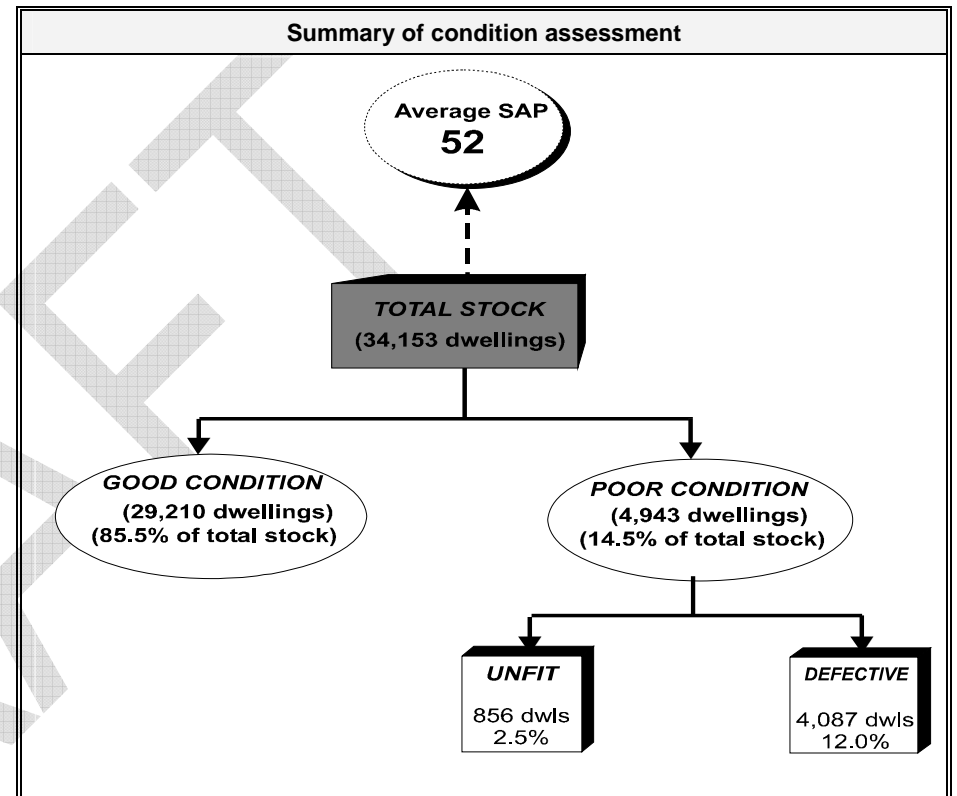 Summary of condition assessment
Average SAP
52
TOTAL STOCK
(34,153 dwellings)
GOOD CONDITION
(29,210 dwellings)
(85.5% of total stock)
POOR CONDITION
(4,943 dwellings)
(14.5% of total stock)
UNFIT
856 dwls
2.5%
DEFECTIVE
4,087 dwls
12.0%